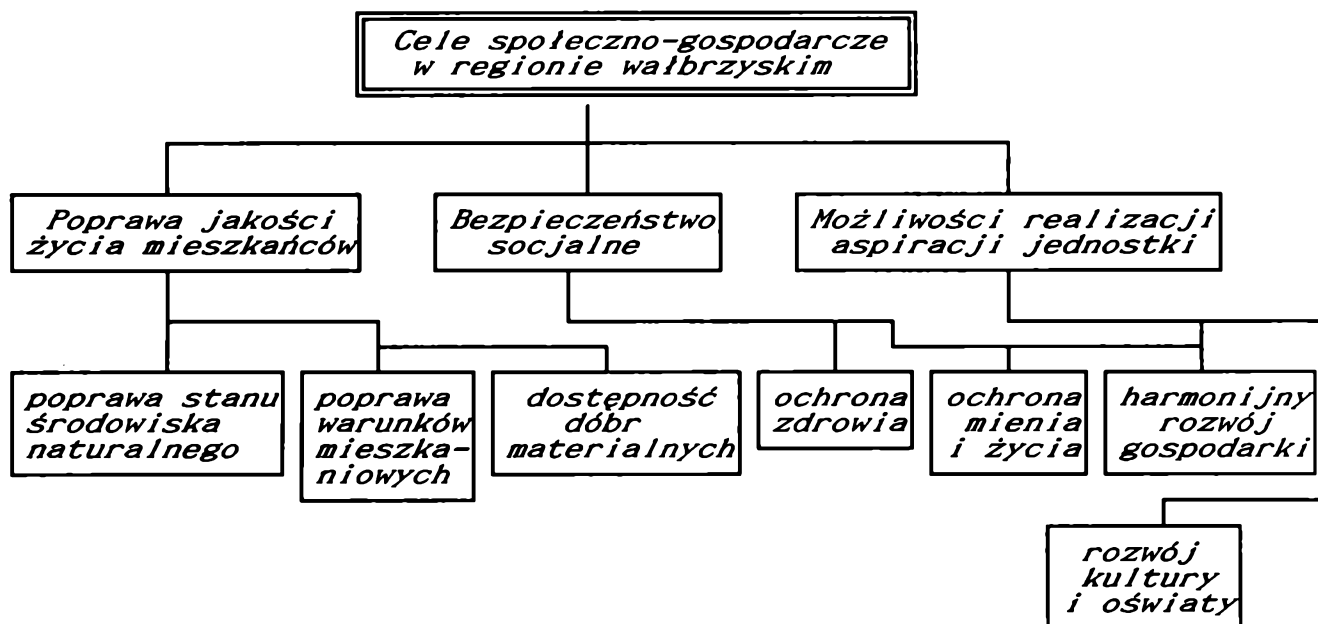 Cele społeczno-gospodarcze
w regionie wałbrzyskim
Poprawa jakości
życia mieszkańców
Bezpieczeństwo
socjalne
Możliwości realizacji
aspiracji jednostki
poprawa stanu
środowiska
naturalnego
poprawa
warunków
mieszka-
niowych
dostępność
dóbr
materialnych
ochrona
zdrowia
ochrona
mienia
i życia
harmonijny
rozwój
gospodarki
rozwój
kultury
i oświaty